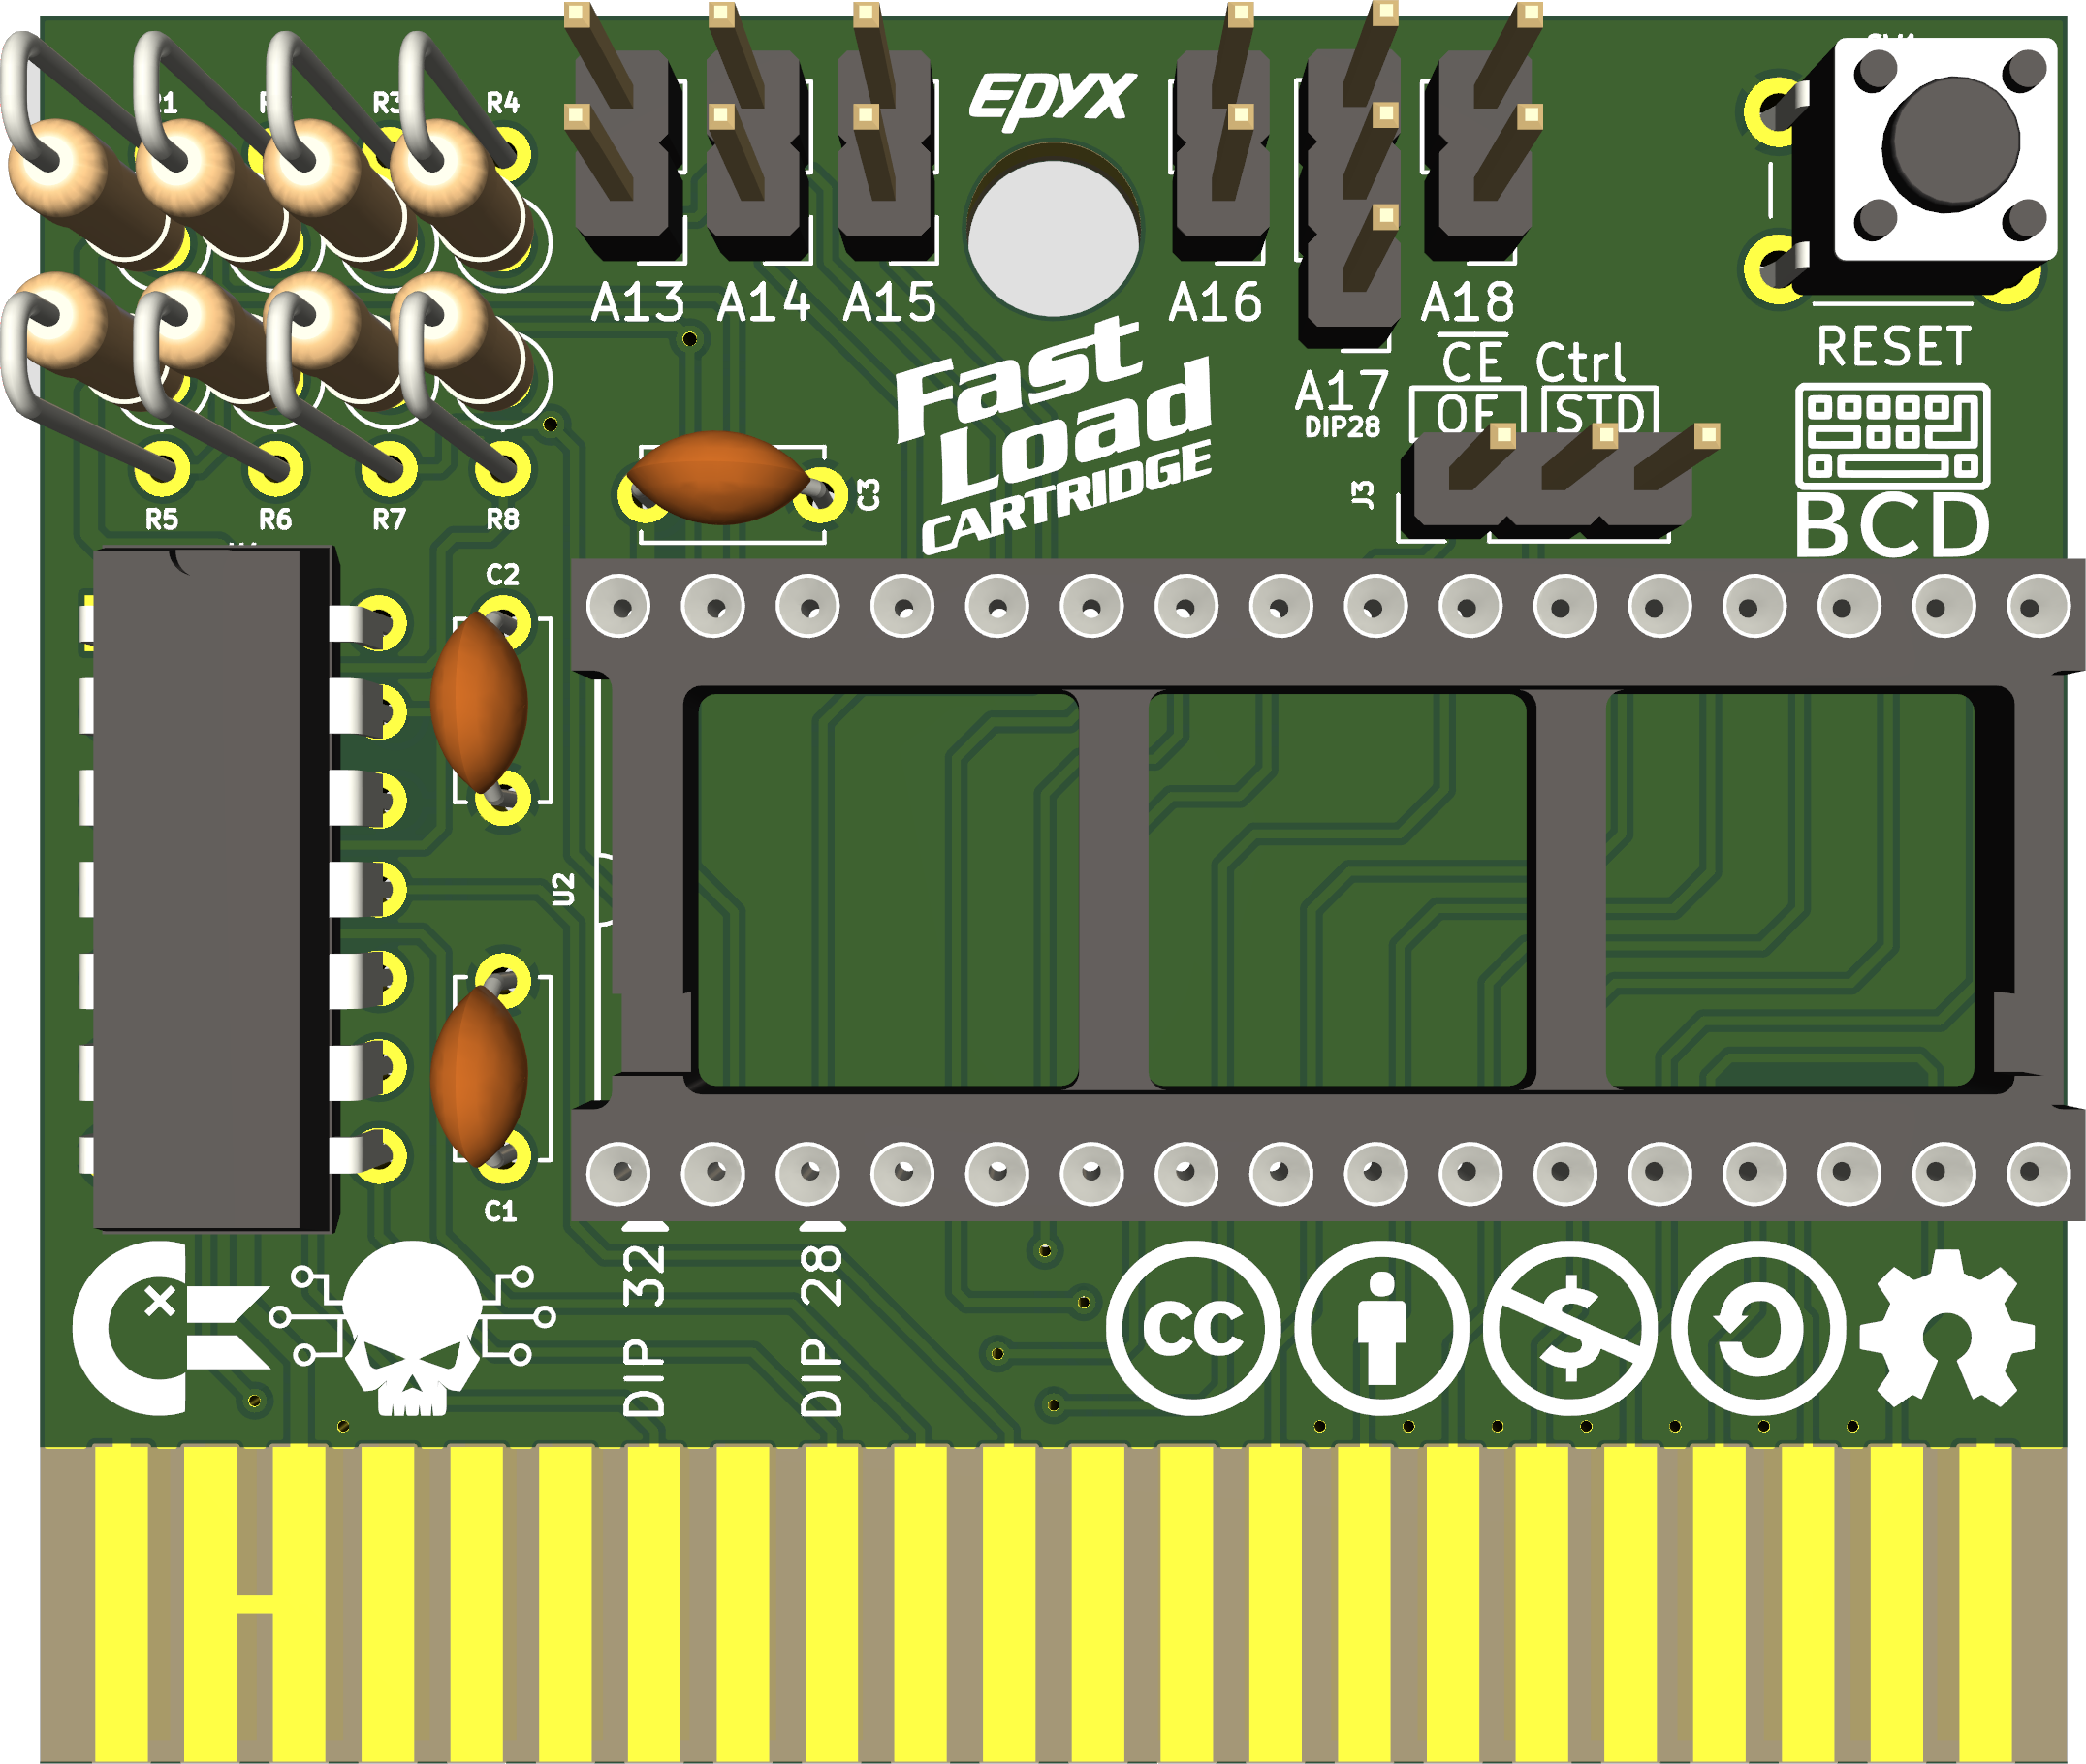 R3
R4
EPYX
A13
A14
A15
A16
A18
CE
Ctrl
RESET
A17
DIP28
STD
Fast
Load
CARTRIDGE
C3
J3
BCD
R5
R6
R7
R8
C2
U2
C1
DIP 32
DIP 28
cc
$